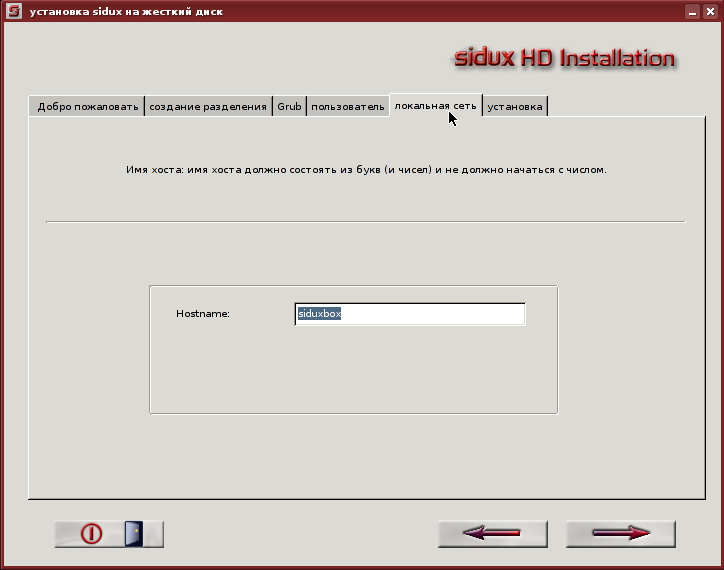 установка sidux на жесткий диск
sidux HD Installation
Добро пожаловать
создание разделения
Grub
пользователь
локальная сеть
установка
Имя хоста: имя хоста должно состоять из букв (и чисел) и не должно начаться с числом.
Hostname:
siduxbox